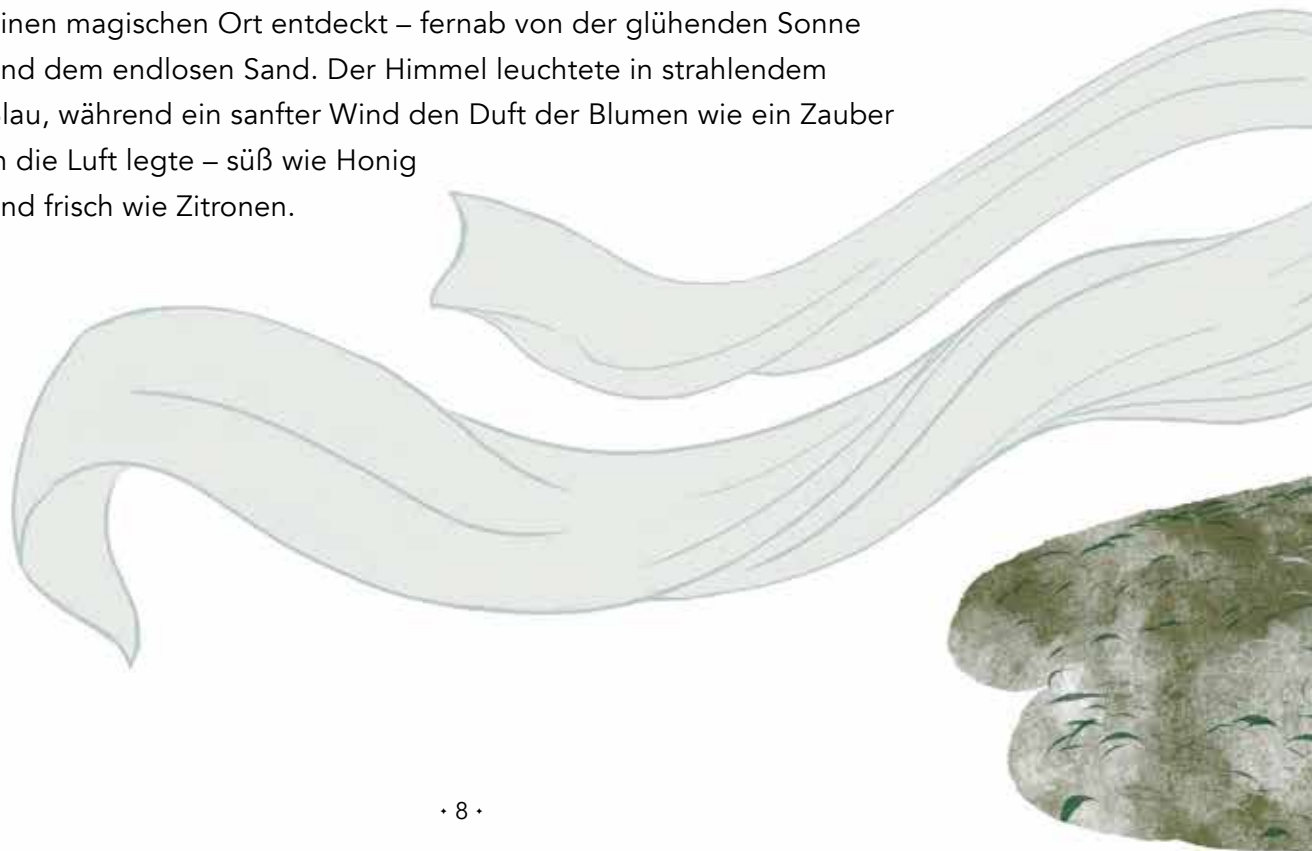 inen magischen Ort entdeckt – fernab von der glühenden Sonne
nd dem endlosen Sand. Der Himmel leuchtete in strahlendem
lau, während ein sanfter Wind den Duft der Blumen wie ein Zauber
n die Luft legte – süß wie Honig
nd frisch wie Zitronen.
8